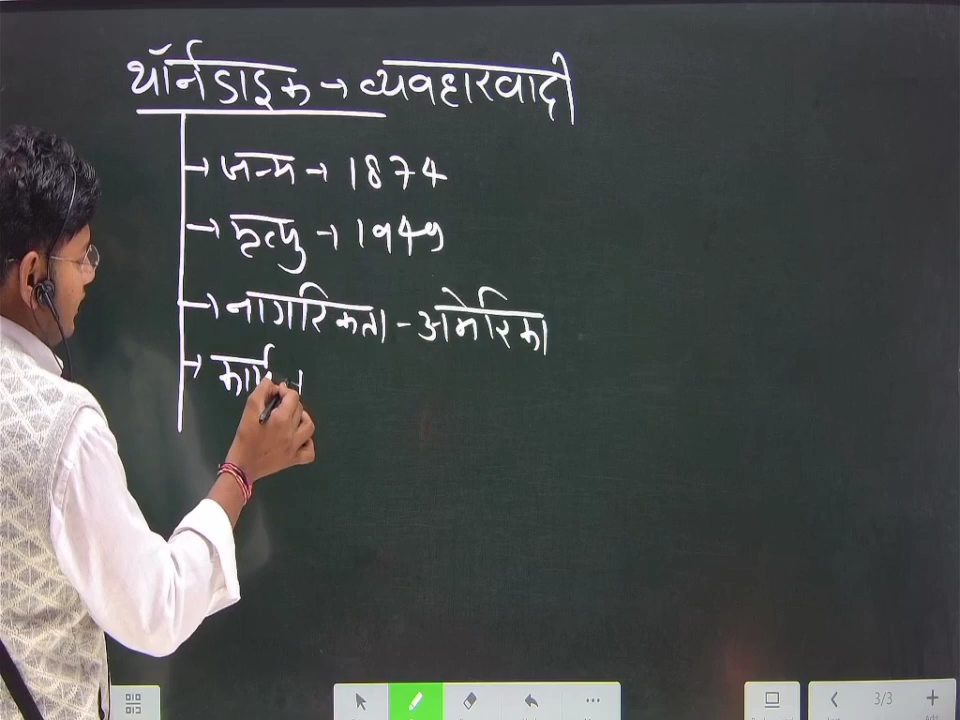 थॉर्नडाइक → व्यवहारवादी
→ जन्म → 1874
→ मृत्यु → 1949
→ नागरिकता - अमेरिका
→ कार्य
3/3